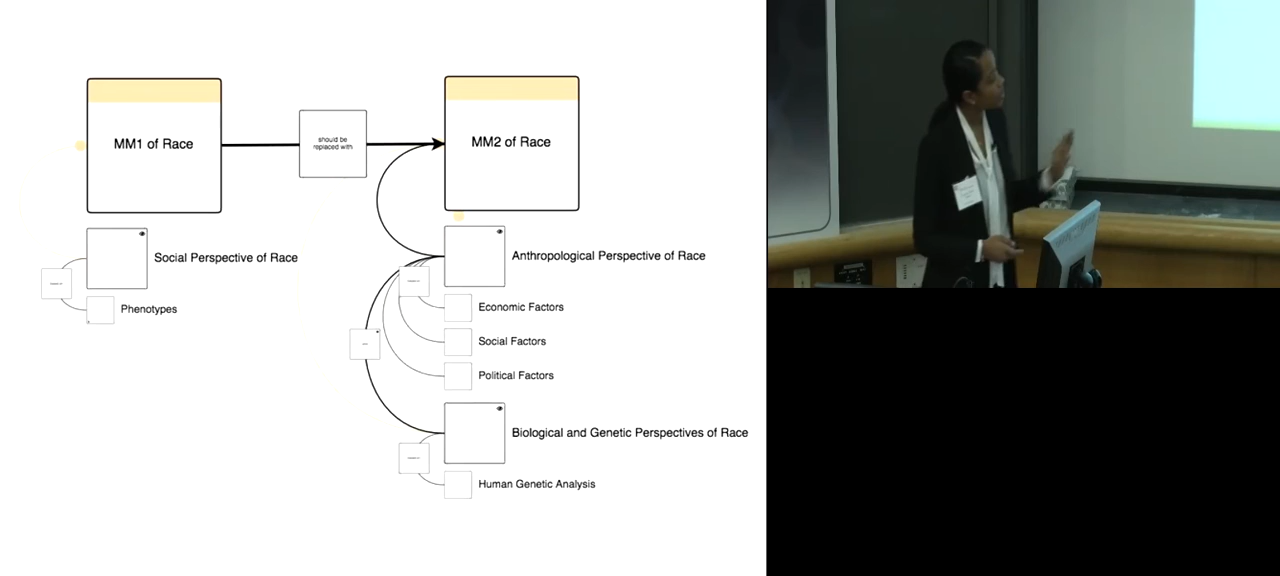 MM1 of Race
should be
replaced with
MM2 of Race
Social Perspective of Race
Phenotypes
Anthropological Perspective of Race
Economic Factors
Social Factors
Political Factors
Biological and Genetic Perspectives of Race
Human Genetic Analysis